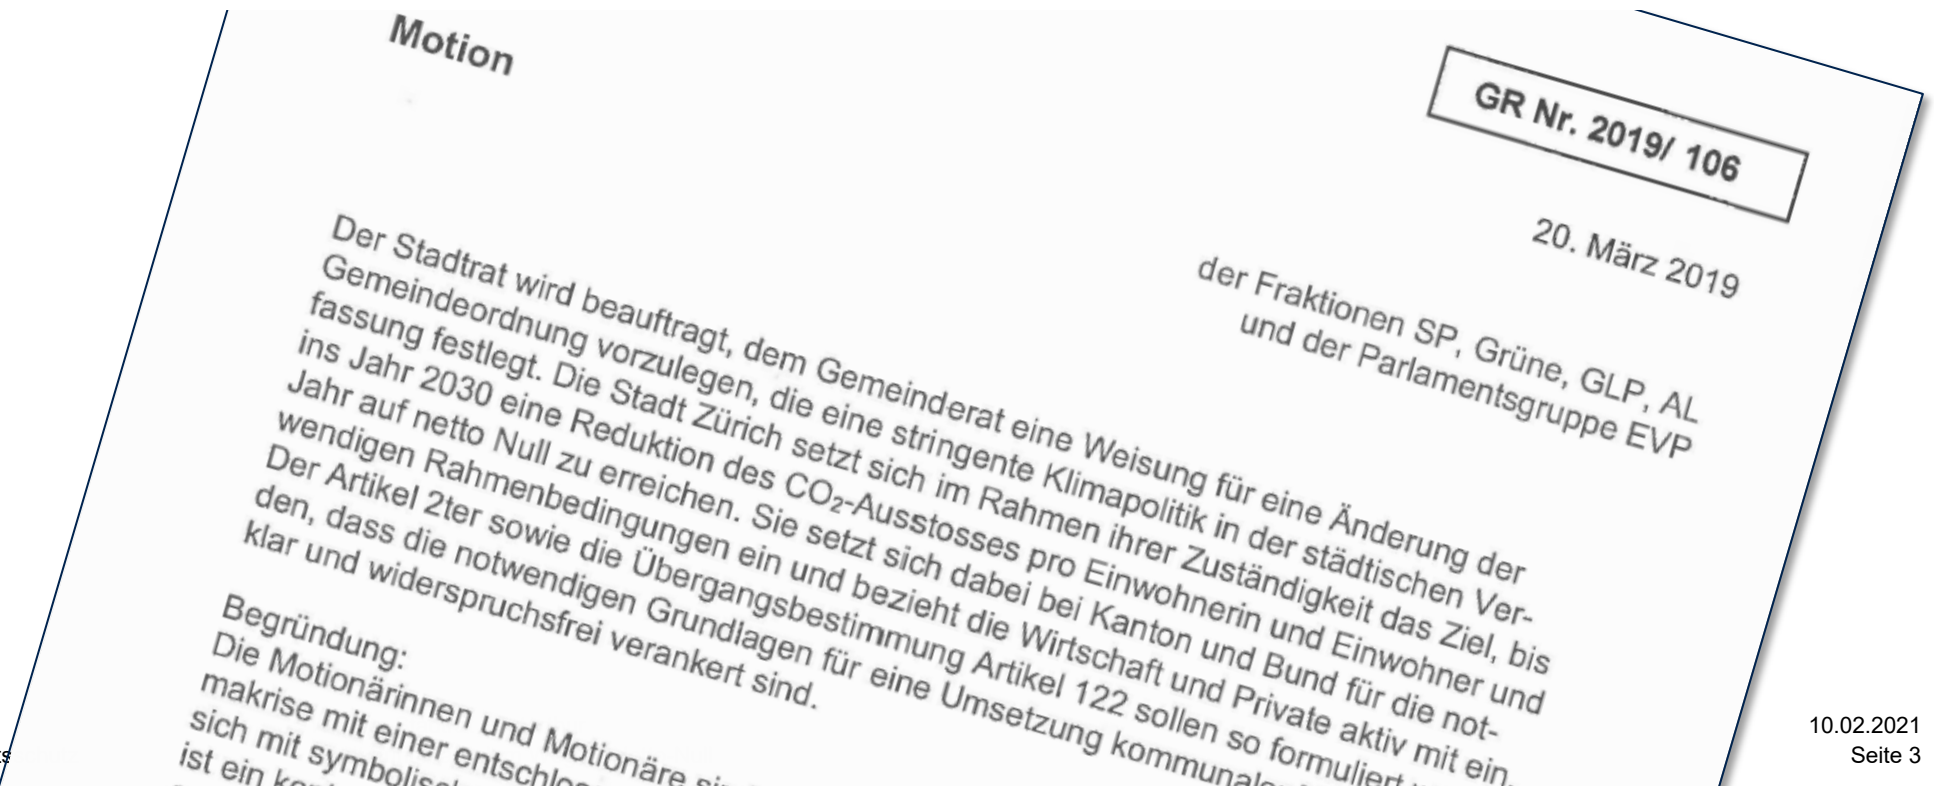 Motion
GR Nr. 2019/ 106
20. März 2019
der Fraktionen SP, Grüne, GLP, AL
und der Parlamentsgruppe EVP
Der Stadtrat wird beauftragt, dem Gemeinderat eine Weisung für eine Änderung der
Gemeindeordnung vorzulegen, die eine stringente Klimapolitik in der städtischen Ver-
fassung festlegt. Die Stadt Zürich setzt sich im Rahmen ihrer Zuständigkeit das Ziel, bis
ins Jahr 2030 eine Reduktion des CO₂-Ausstosses pro Einwohnerin und Einwohner und
Jahr auf netto Null zu erreichen. Sie setzt sich dabei bei Kanton und Bund für die not-
wendigen Rahmenbedingungen ein und bezieht die Wirtschaft und Private aktiv mit ein.
Der Artikel 2ter sowie die Übergangsbestimmung Artikel 122 sollen so formuliert
den, dass die notwendigen Grundlagen für eine Umsetzung
klar und widerspruchsfrei verankert sind.
Begründung:
Die Motionärinnen und Motionäre
makrise mit einer
sich mit
ist ein
10.02.2021
Seite 3